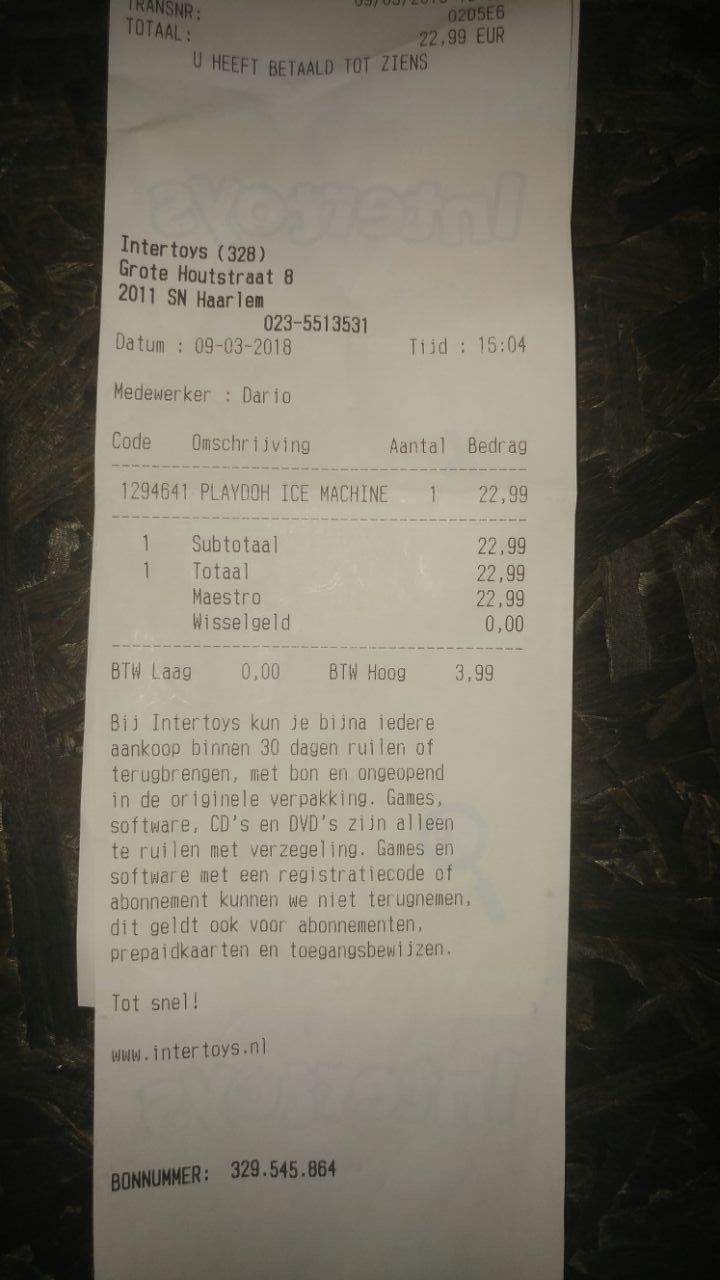 TRANSNR: 02D5E6
TOTAAL: 22,99 EUR
U HEEFT BETAALD TOT ZIENS
Intertoys
Intertoys (328)
Grote Houtstraat 8
2011 SN Haarlem
023-5513531
Datum : 09-03-2018 Tijd : 15:04
Medewerker : Dario
Code Omschrijving Aantal Bedrag
1294641 PLAYDOH ICE MACHINE 1 22,99
1 Subtotaal 22,99
1 Totaal 22,99
Maestro 22,99
Wisselgeld 0,00
BTW Laag 0,00 BTW Hoog 3,99
Bij Intertoys kun je bijna iedere
aankoop binnen 30 dagen ruilen of
terugbrengen, met bon en ongeopend
in de originele verpakking. Games,
software, CD's en DVD's zijn alleen
te ruilen met verzegeling. Games en
software met een registratiecode of
abonnement kunnen we niet terugnemen,
dit geldt ook voor abonnementen,
prepaidkaarten en toegangsbewijzen.
Tot snel!
www.intertoys.nl
Intertoys
BONNUMMER: 329.545.864